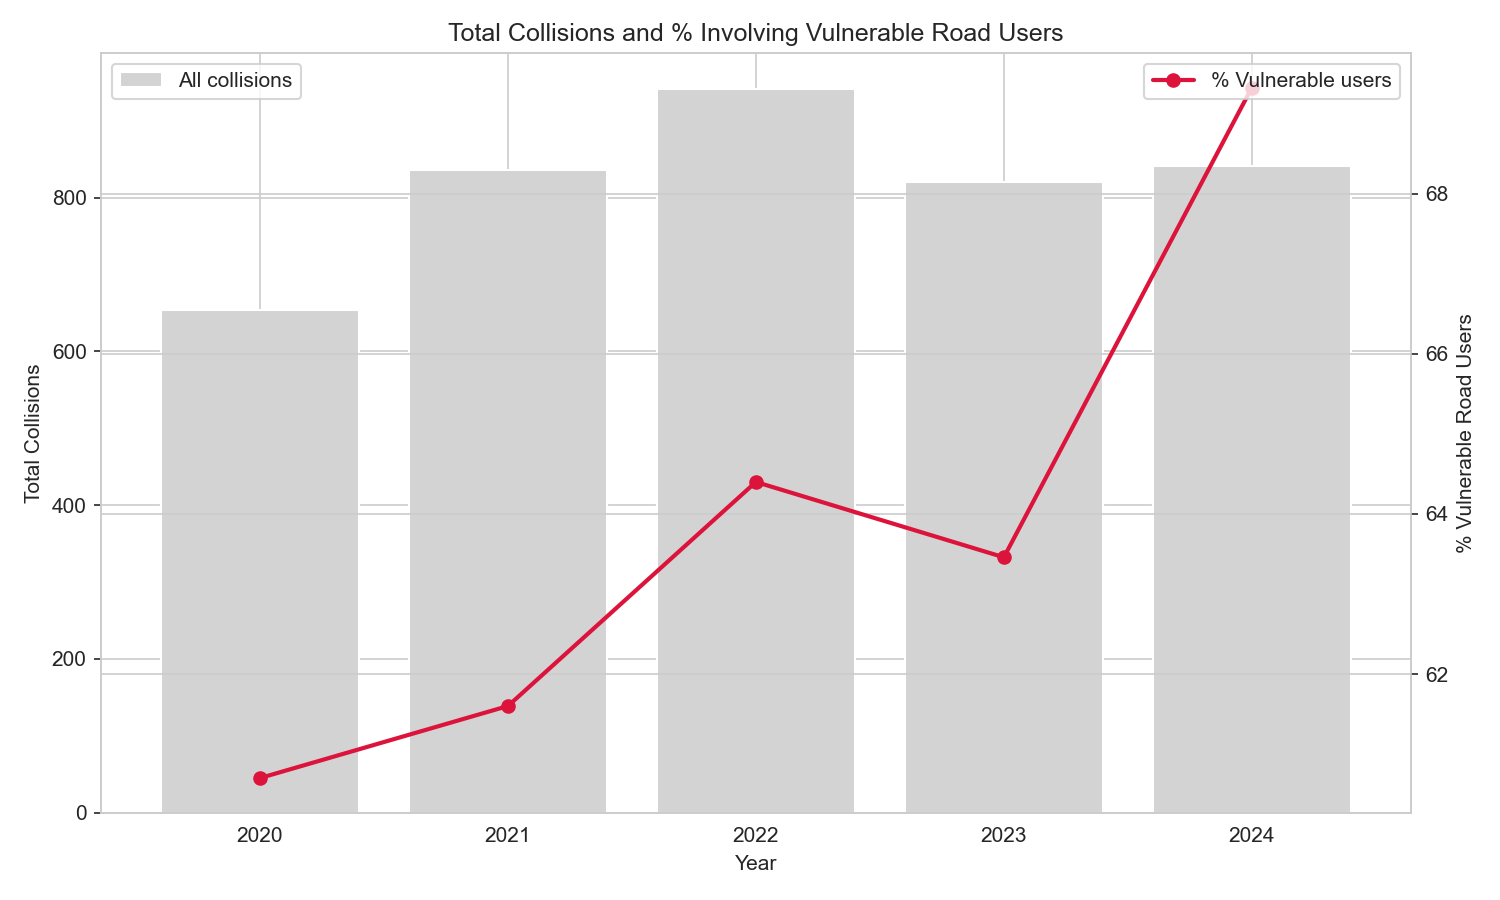 Total Collisions and % Involving Vulnerable Road Users
All collisions
% Vulnerable users
Total Collisions
800
600
400
200
0
68
66
64
62
% Vulnerable Road Users
2020 2021 2022 2023 2024
Year